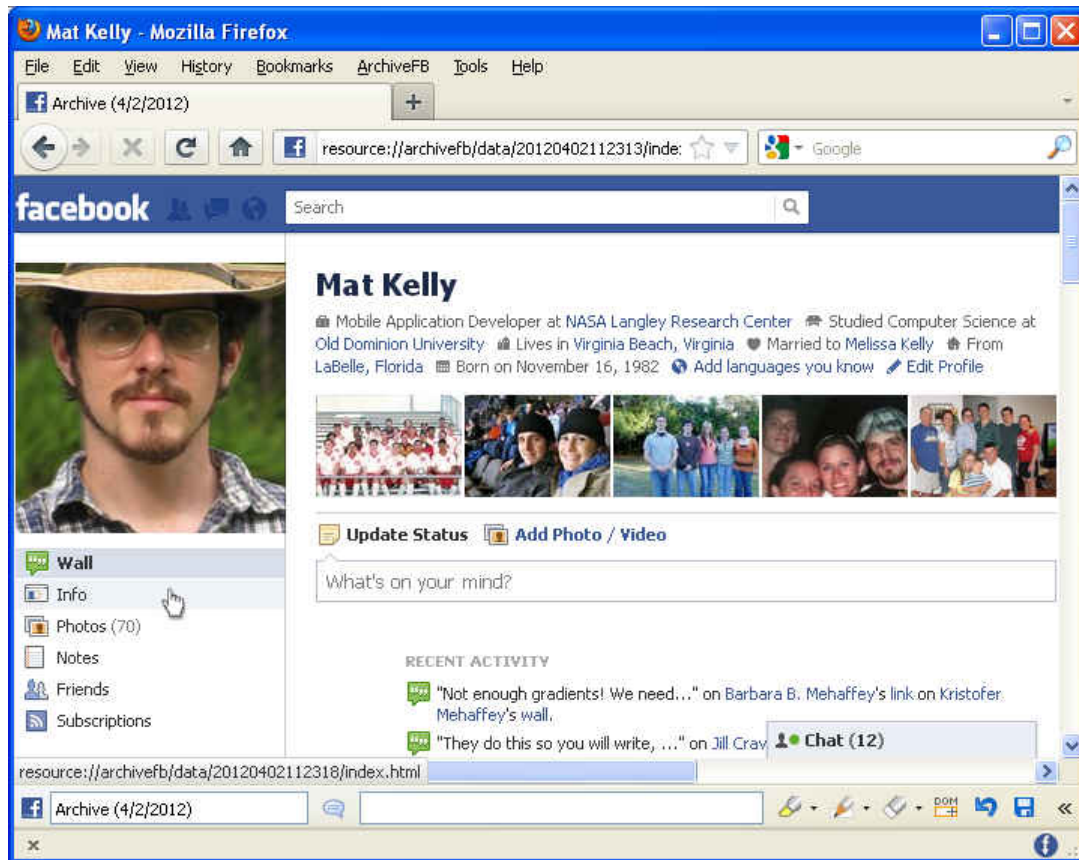 Mat Kelly - Mozilla Firefox
File Edit View History Bookmarks ArchiveFB Tools Help
Archive (4/2/2012)
resource://archivefb/data/20120402112313/inde:
Google
facebook
Search
Mat Kelly
Mobile Application Developer at NASA Langley Research Center Studied Computer Science at
Old Dominion University Lives in Virginia Beach, Virginia Married to Melissa Kelly From
LaBelle, Florida Born on November 16, 1982 Add languages you know Edit Profile
Update Status Add Photo / Video
What's on your mind?
Wall
Info
Photos (70)
Notes
Friends
Subscriptions
RECENT ACTIVITY
"Not enough gradients! We need..." on Barbara B. Mehaffey's link on Kristofer
Mehaffey's wall.
"They do this so you will write, ..." on Jill Crav
Chat (12)
resource://archivefb/data/20120402112318/index.html
Archive (4/2/2012)
DOM